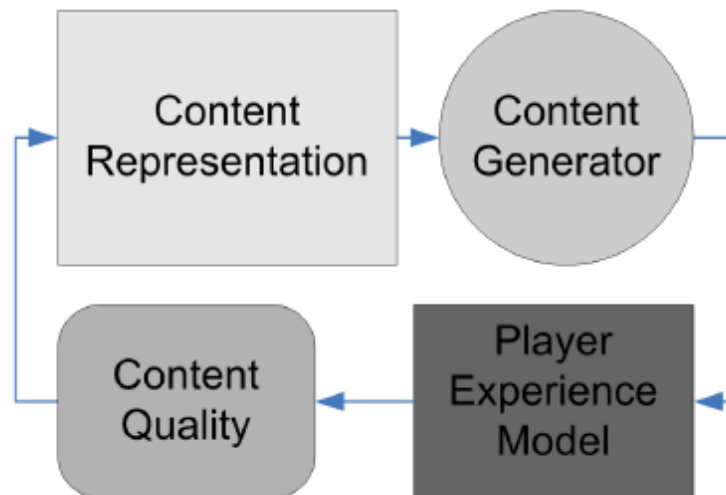 Content
Representation
Content
Generator
Content
Quality
Player
Experience
Model